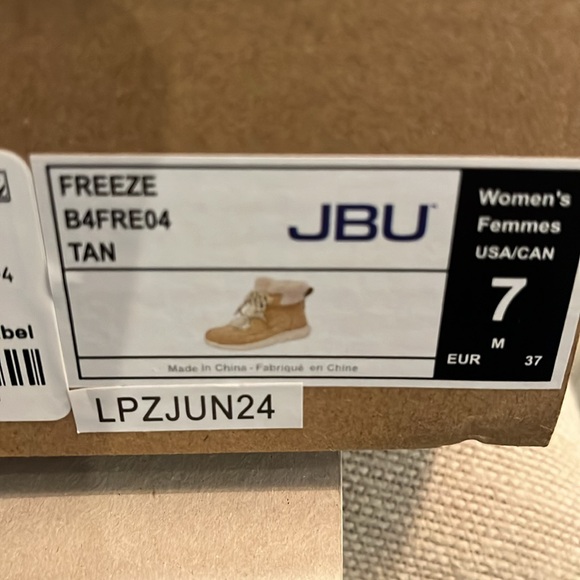 FREEZE
B4FRE04
TAN
JBU
Women's
Femmes
USA/CAN
7
M
EUR 37
Made In China - Fabriqué en Chine
LPZJUN24
4
bel